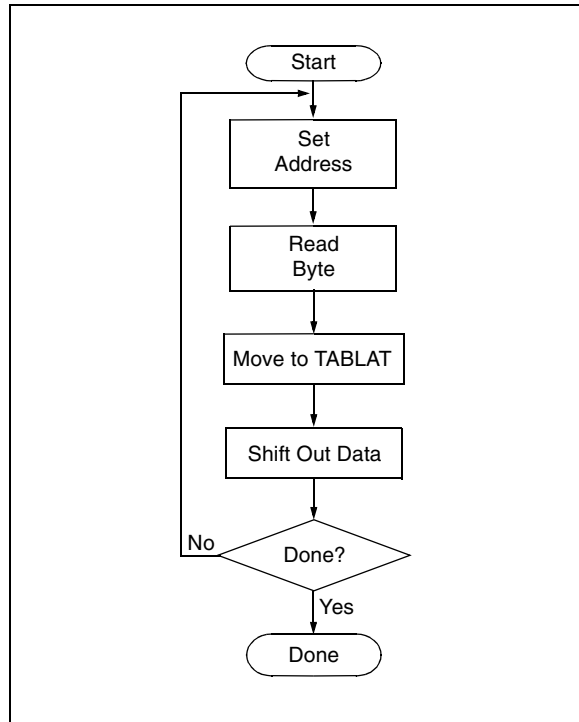 Start
Set
Address
Read
Byte
Move to TABLAT
Shift Out Data
Done?
No
Yes
Done